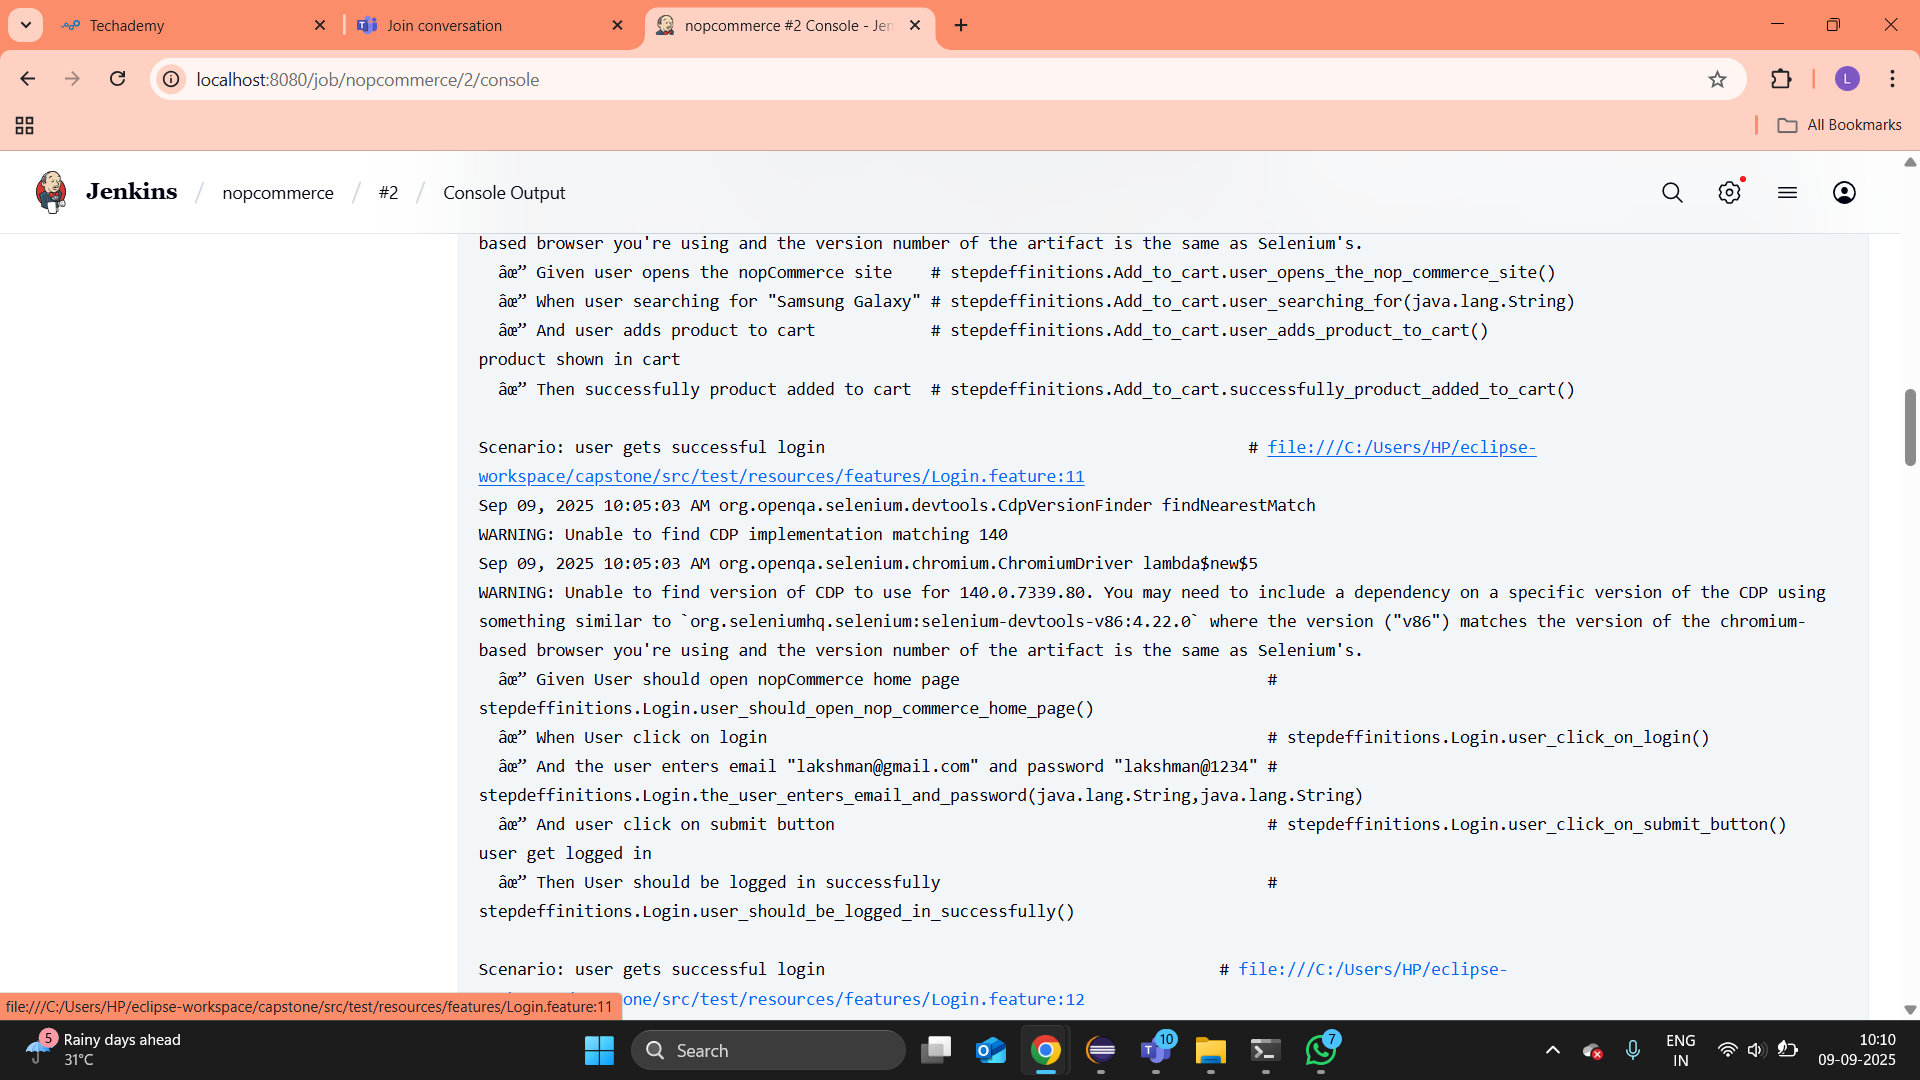 Techademy
Join conversation
nopcommerce #2 Console - Jen
localhost:8080/job/nopcommerce/2/console
L
All Bookmarks
Jenkins / nopcommerce / #2 / Console Output
based browser you're using and the version number of the artifact is the same as Selenium's.
âœ” Given user opens the nopCommerce site # stepdeffinitions.Add_to_cart.user_opens_the_nop_commerce_site()
âœ” When user searching for "Samsung Galaxy" # stepdeffinitions.Add_to_cart.user_searching_for(java.lang.String)
âœ” And user adds product to cart # stepdeffinitions.Add_to_cart.user_adds_product_to_cart()
product shown in cart
âœ” Then successfully product added to cart # stepdeffinitions.Add_to_cart.successfully_product_added_to_cart()
Scenario: user gets successful login # file:///C:/Users/HP/eclipse-
workspace/capstone/src/test/resources/features/Login.feature:11
Sep 09, 2025 10:05:03 AM org.openqa.selenium.devtools.CdpVersionFinder findNearestMatch
WARNING: Unable to find CDP implementation matching 140
Sep 09, 2025 10:05:03 AM org.openqa.selenium.chromium.ChromiumDriver lambda$new$5
WARNING: Unable to find version of CDP to use for 140.0.7339.80. You may need to include a dependency on a specific version of the CDP using
something similar to `org.seleniumhq.selenium:selenium-devtools-v86:4.22.0` where the version ("v86") matches the version of the chromium-
based browser you're using and the version number of the artifact is the same as Selenium's.
âœ” Given User should open nopCommerce home page #
stepdeffinitions.Login.user_should_open_nop_commerce_home_page()
âœ” When User click on login # stepdeffinitions.Login.user_click_on_login()
âœ” And the user enters email "lakshman@gmail.com" and password "lakshman@1234" #
stepdeffinitions.Login.the_user_enters_email_and_password(java.lang.String,java.lang.String)
âœ” And user click on submit button # stepdeffinitions.Login.user_click_on_submit_button()
user get logged in
âœ” Then User should be logged in successfully #
stepdeffinitions.Login.user_should_be_logged_in_successfully()
Scenario: user gets successful login # file:///C:/Users/HP/eclipse-
one/src/test/resources/features/Login.feature:12
file:///C:/Users/HP/eclipse-workspace/capstone/src/test/resources/features/Login.feature:11
5
Rainy days ahead
31°C
Search
10
7
ENG
IN
10:10
09-09-2025